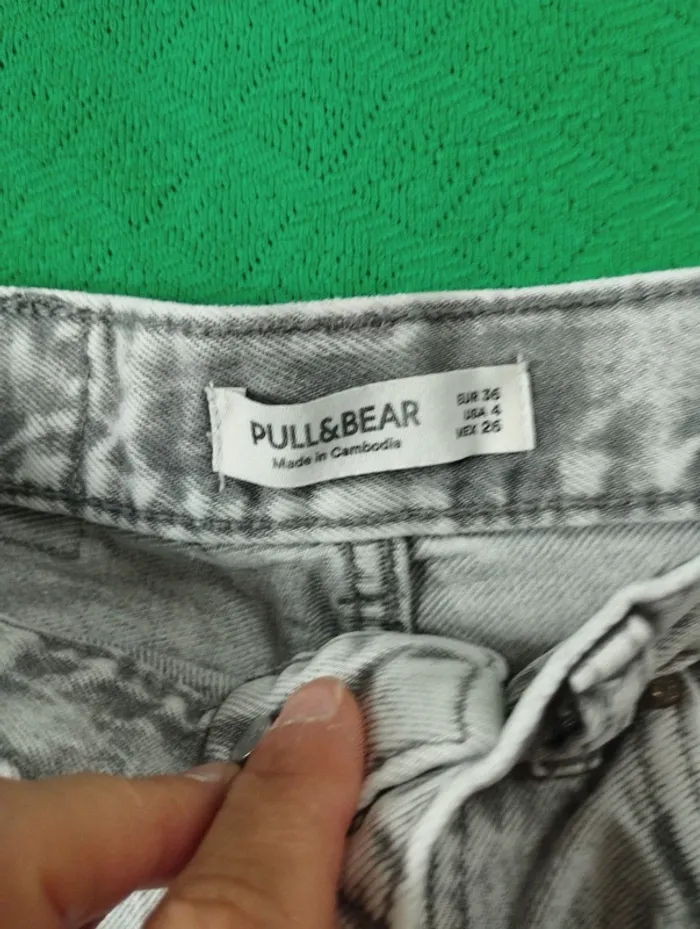 PULL&BEAR
Made in Cambodia
EUR 36
USA 4
MEX 26